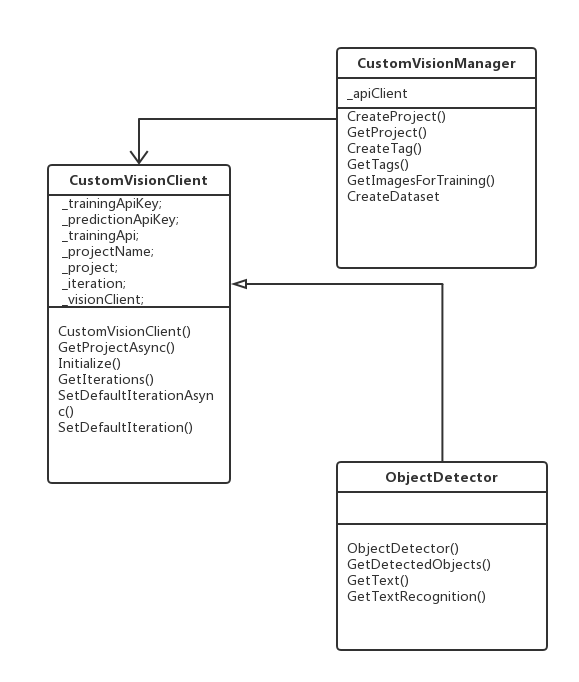 CustomVisionManager
_apiClient
CreateProject()
GetProject()
CreateTag()
GetTags()
GetImagesForTraining()
CreateDataset
CustomVisionClient
_trainingApiKey;
_predictionApiKey;
_trainingApi;
_projectName;
_project;
_iteration;
_visionClient;
CustomVisionClient()
GetProjectAsync()
Initialize()
GetIterations()
SetDefaultIterationAsyn
c()
SetDefaultIteration()
ObjectDetector
ObjectDetector()
GetDetectedObjects()
GetText()
GetTextRecognition()